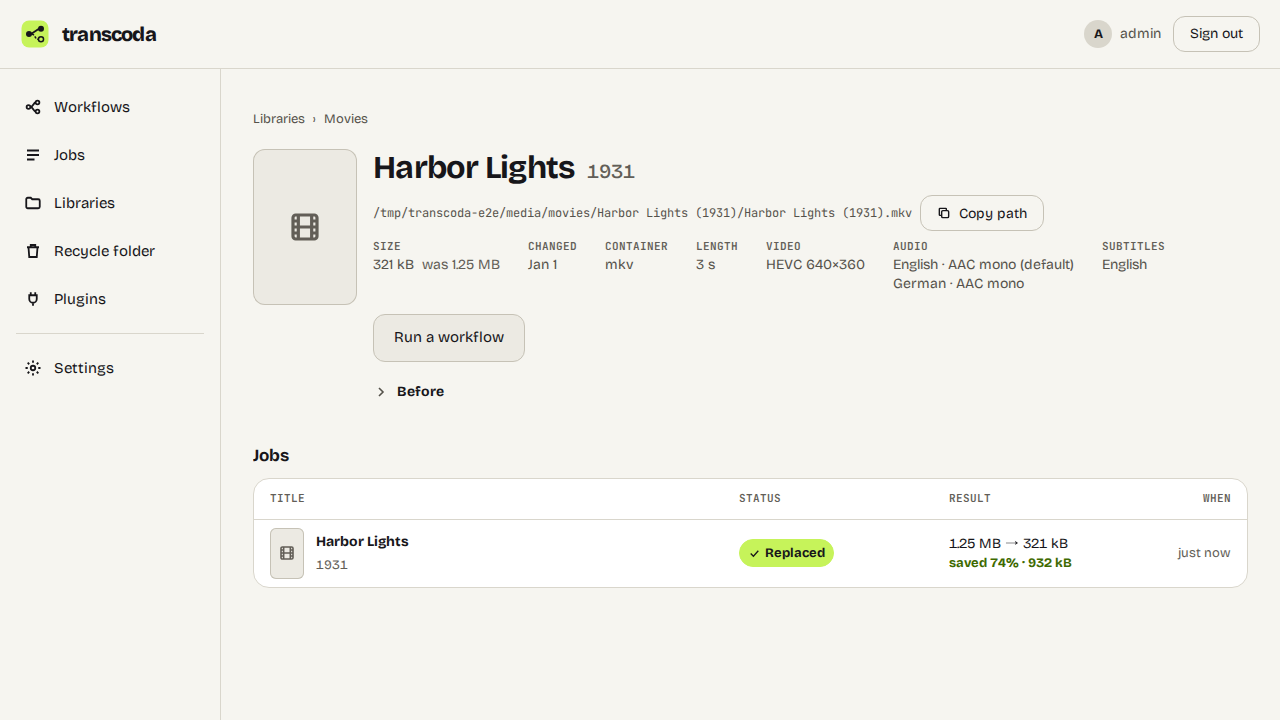 transcoda
A admin Sign out
Workflows
Jobs
Libraries
Recycle folder
Plugins
Settings
Libraries › Movies
Harbor Lights 1931
/tmp/transcoda-e2e/media/movies/Harbor Lights (1931)/Harbor Lights (1931).mkv Copy path
SIZE CHANGED CONTAINER LENGTH VIDEO AUDIO SUBTITLES
321 kB was 1.25 MB Jan 1 mkv 3 s HEVC 640×360 English · AAC mono (default) English
German · AAC mono
Run a workflow
Before
Jobs
TITLE STATUS RESULT WHEN
Harbor Lights Replaced 1.25 MB → 321 kB just now
1931 saved 74% · 932 kB